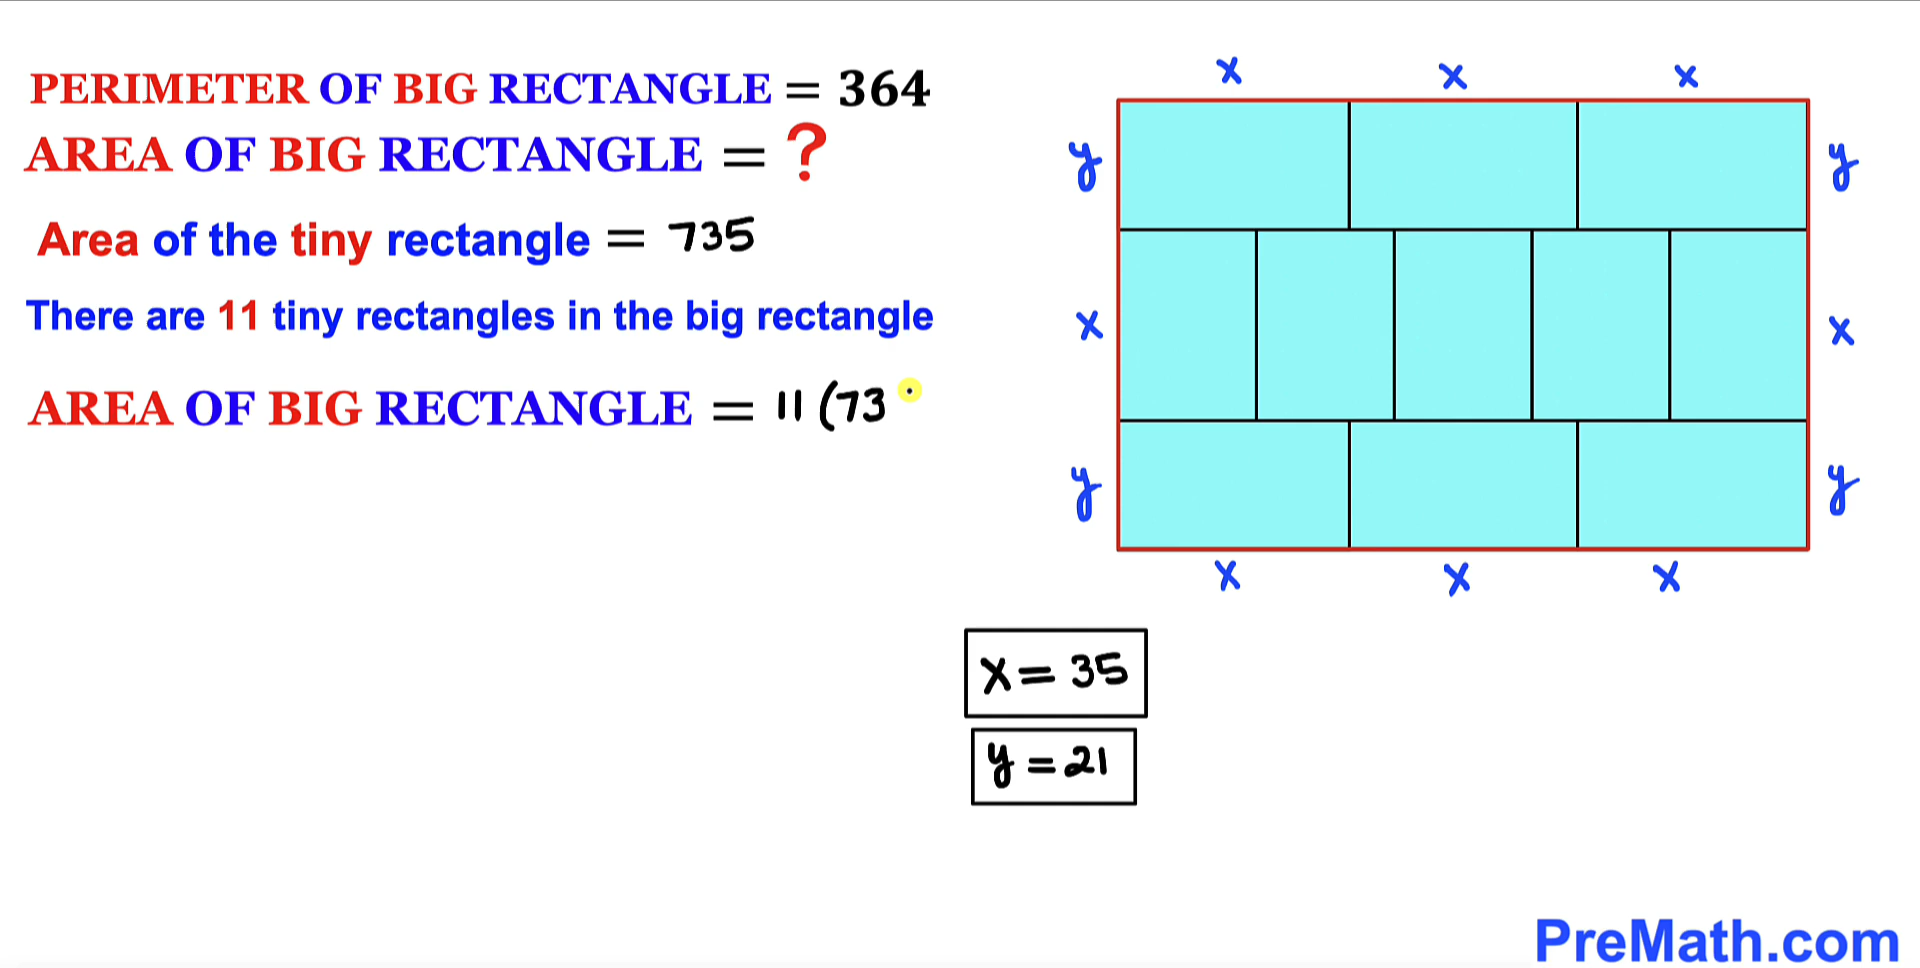 PERIMETER OF BIG RECTANGLE = 364
AREA OF BIG RECTANGLE = ?
Area of the tiny rectangle = 735
There are 11 tiny rectangles in the big rectangle
AREA OF BIG RECTANGLE = 11 (73
x x x
y y
x x
y y
x x x
x = 35
y = 21
PreMath.com